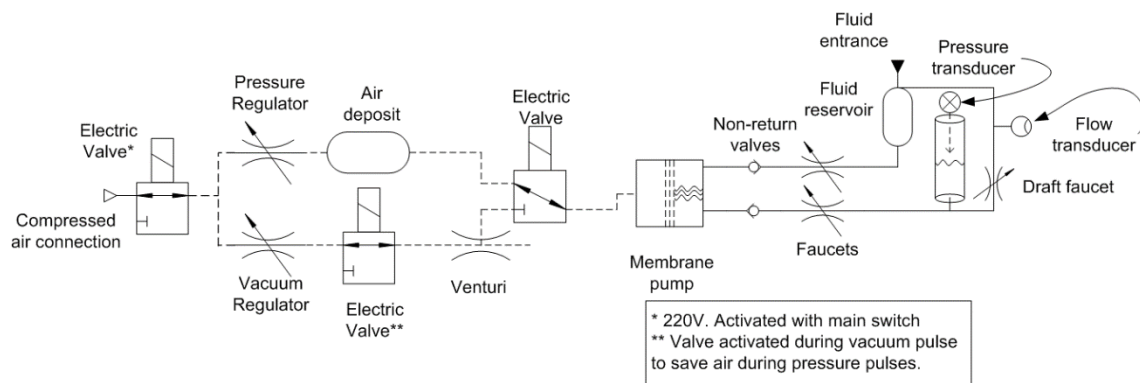 Electric
Valve*
Compressed
air connection
Pressure
Regulator
Vacuum
Regulator
Air
deposit
Electric
Valve**
Venturi
Electric
Valve
Membrane
pump
Non-return
valves
Faucets
Fluid
entrance
Fluid
reservoir
Pressure
transducer
Flow
transducer
Draft faucet
* 220V. Activated with main switch
** Valve activated during vacuum pulse
to save air during pressure pulses.